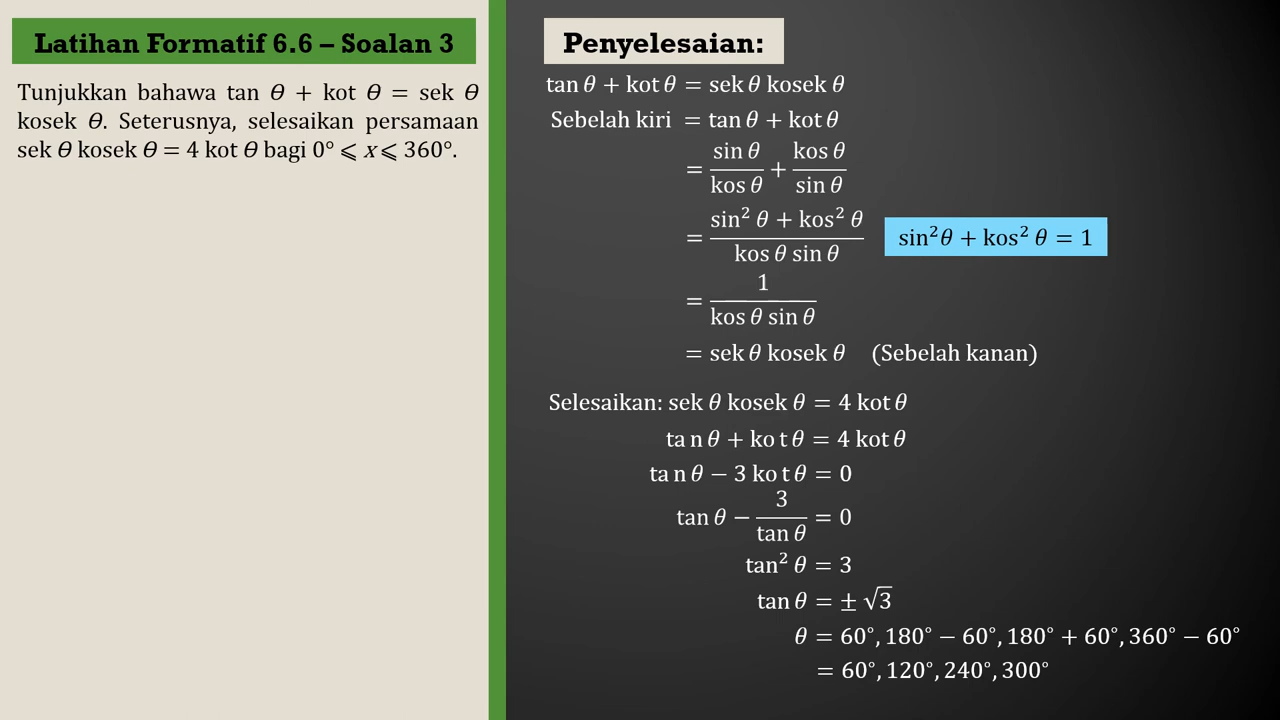 Latihan Formatif 6.6 – Soalan 3
Tunjukkan bahawa tan θ + kot θ = sek θ
kosek θ. Seterusnya, selesaikan persamaan
sek θ kosek θ = 4 kot θ bagi 0° ⩽ x ⩽ 360°.
Penyelesaian:
tan θ + kot θ = sek θ kosek θ
Sebelah kiri = tan θ + kot θ
= sin θ / kos θ + kos θ / sin θ
= sin² θ + kos² θ / kos θ sin θ
sin²θ + kos² θ = 1
= 1 / kos θ sin θ
= sek θ kosek θ (Sebelah kanan)
Selesaikan: sek θ kosek θ = 4 kot θ
tan θ + kot θ = 4 kot θ
tan θ − 3 kot θ = 0
tan θ − 3 / tan θ = 0
tan² θ = 3
tan θ = ± √3
θ = 60°, 180° − 60°, 180° + 60°, 360° − 60°
= 60°, 120°, 240°, 300°